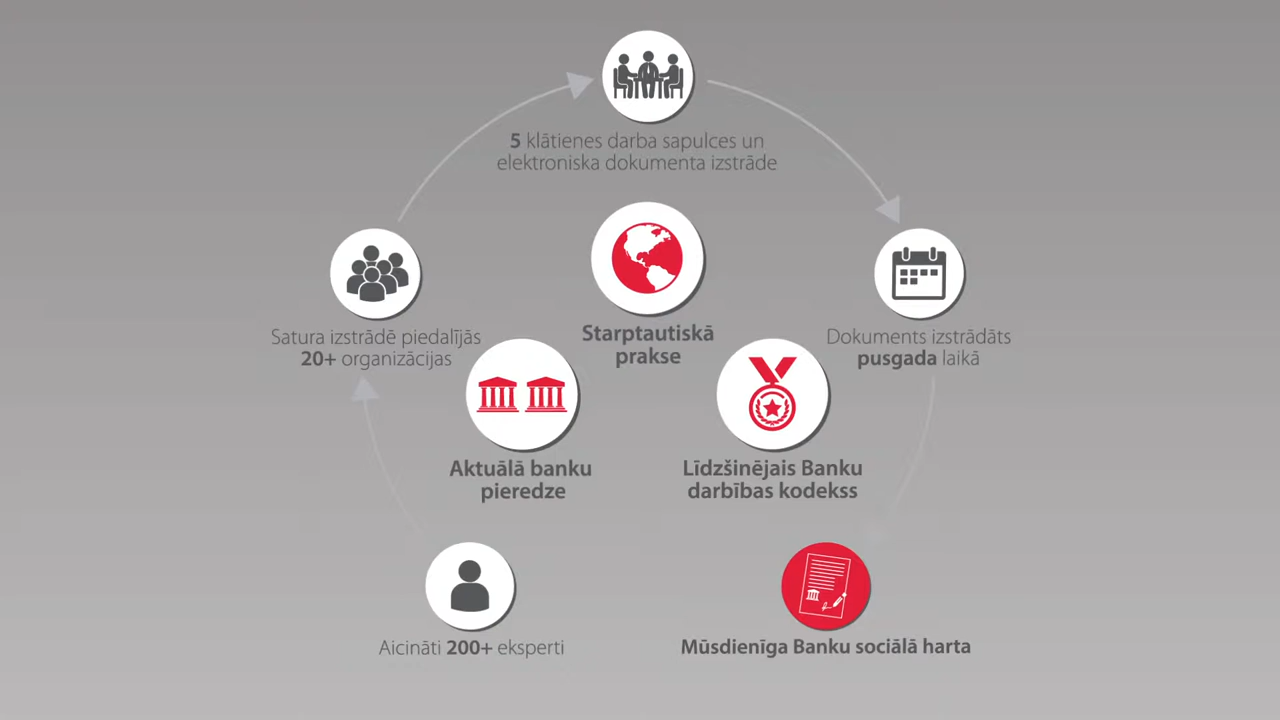 5 klātienes darba sapulces un
elektroniska dokumenta izstrāde
Satura izstrādē piedalījās
20+ organizācijas
Starptautiskā
prakse
Dokuments izstrādāts
pusgada laikā
Aktuālā banku
pieredze
Līdzšinējais Banku
darbības kodekss
Aicināti 200+ eksperti
Mūsdienīga Banku sociālā harta